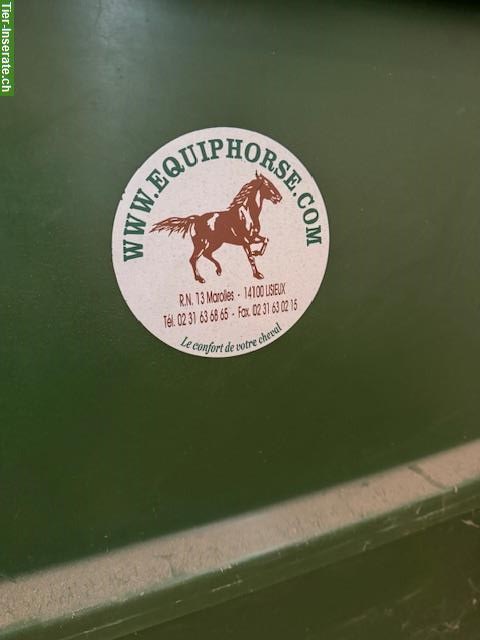 Tier-Inserate.ch
WWW.EQUIPHORSE.COM
R.N. 13 Marolles - 14100 LISIEUX
Tél. 02 31 63 68 65 - Fax. 02 31 63 02 15
Le confort de votre cheval